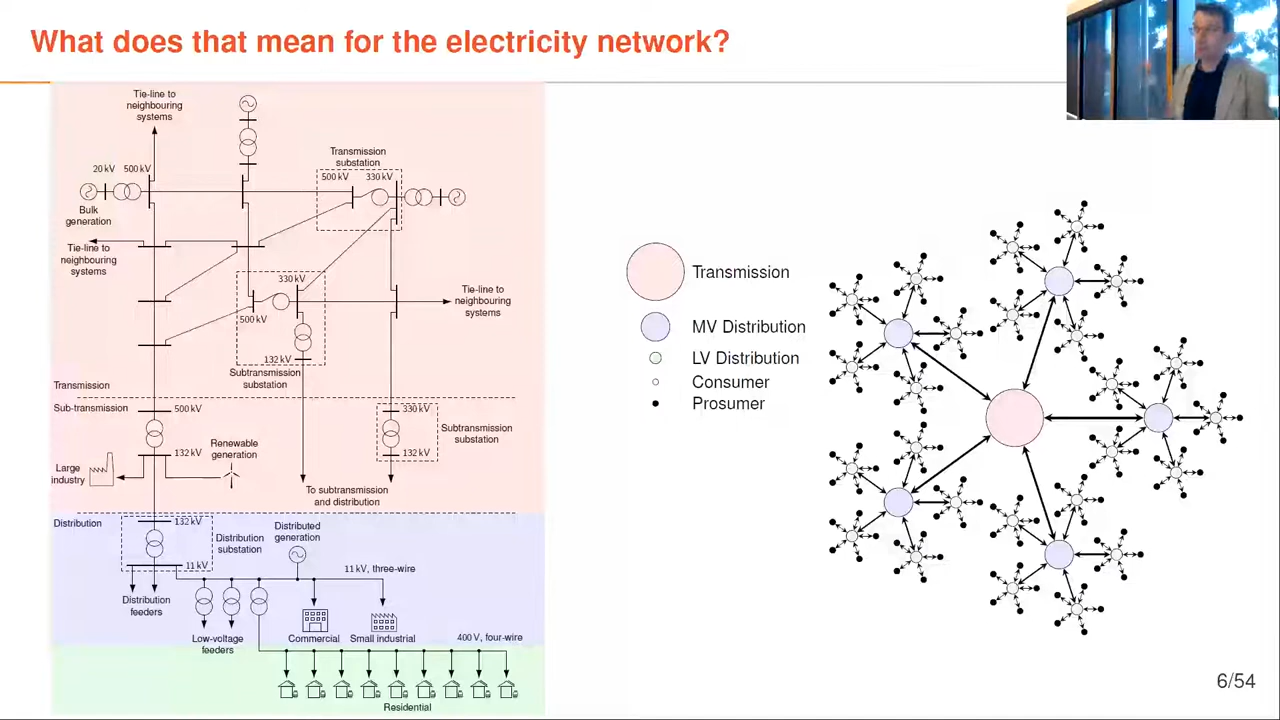 What does that mean for the electricity network?
Tie-line to
neighbouring
systems
Transmission
substation
20 kV
500 kV
500 kV
330 kV
Bulk
generation
Tie-line to
neighbouring
systems
330 kV
Tie-line to
neighbouring
systems
500 kV
132 kV
Subtransmission
substation
Transmission
Sub-transmission
500 kV
330 kV
Subtransmission
substation
Renewable
generation
132 kV
132 kV
Large
industry
To subtransmission
and distribution
Distribution
132 kV
Distribution
substation
Distributed
generation
11 kV
11 kV, three-wire
Distribution
feeders
Low-voltage
feeders
Commercial
Small industrial
400 V, four-wire
Residential
Transmission
MV Distribution
LV Distribution
Consumer
Prosumer
6/54